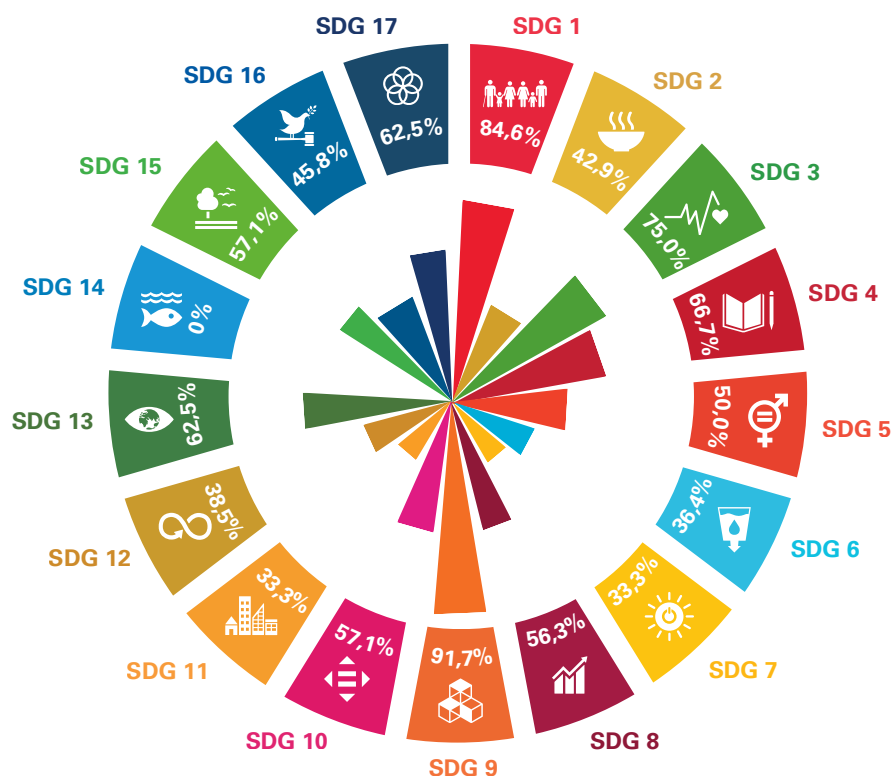 SDG 1
84,6%
SDG 2
42,9%
SDG 3
75,0%
SDG 4
66,7%
SDG 5
50,0%
SDG 6
36,4%
SDG 7
33,3%
SDG 8
56,3%
SDG 9
91,7%
SDG 10
57,1%
SDG 11
33,3%
SDG 12
38,5%
SDG 13
62,5%
SDG 14
0%
SDG 15
57,1%
SDG 16
45,8%
SDG 17
62,5%